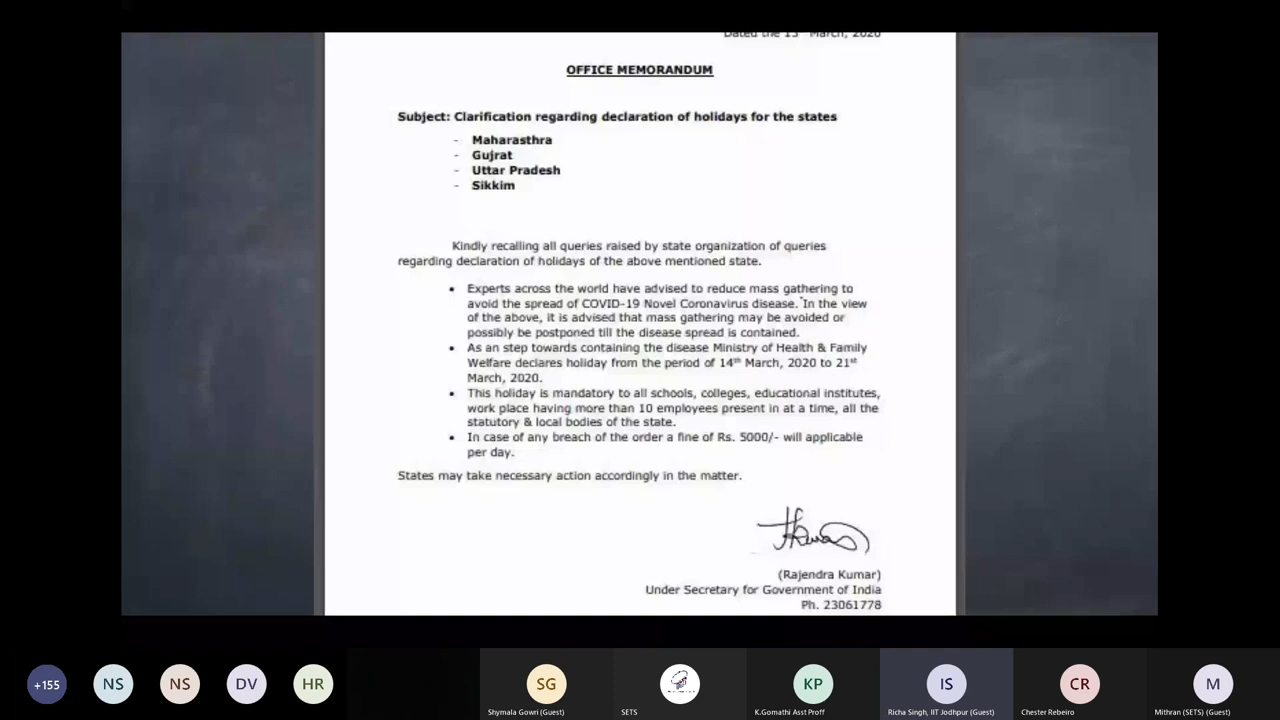 Dated the 13th March, 2020
OFFICE MEMORANDUM
Subject: Clarification regarding declaration of holidays for the states
- Maharasthra
- Gujrat
- Uttar Pradesh
- Sikkim
Kindly recalling all queries raised by state organization of queries
regarding declaration of holidays of the above mentioned state.
• Experts across the world have advised to reduce mass gathering to
avoid the spread of COVID-19 Novel Coronavirus disease. In the view
of the above, it is advised that mass gathering may be avoided or
possibly be postponed till the disease spread is contained.
• As an step towards containing the disease Ministry of Health & Family
Welfare declares holiday from the period of 14th March, 2020 to 21st
March, 2020.
• This holiday is mandatory to all schools, colleges, educational institutes,
work place having more than 10 employees present in at a time, all the
statutory & local bodies of the state.
• In case of any breach of the order a fine of Rs. 5000/- will applicable
per day.
States may take necessary action accordingly in the matter.
(Rajendra Kumar)
Under Secretary for Government of India
Ph. 23061778
+155 NS NS DV HR SG KP IS CR M
Shymala Gowri (Guest) SETS K.Gomathi Asst Proff Richa Singh, IIT Jodhpur (Guest) Chester Rebeiro Mithran (SETS) (Guest)